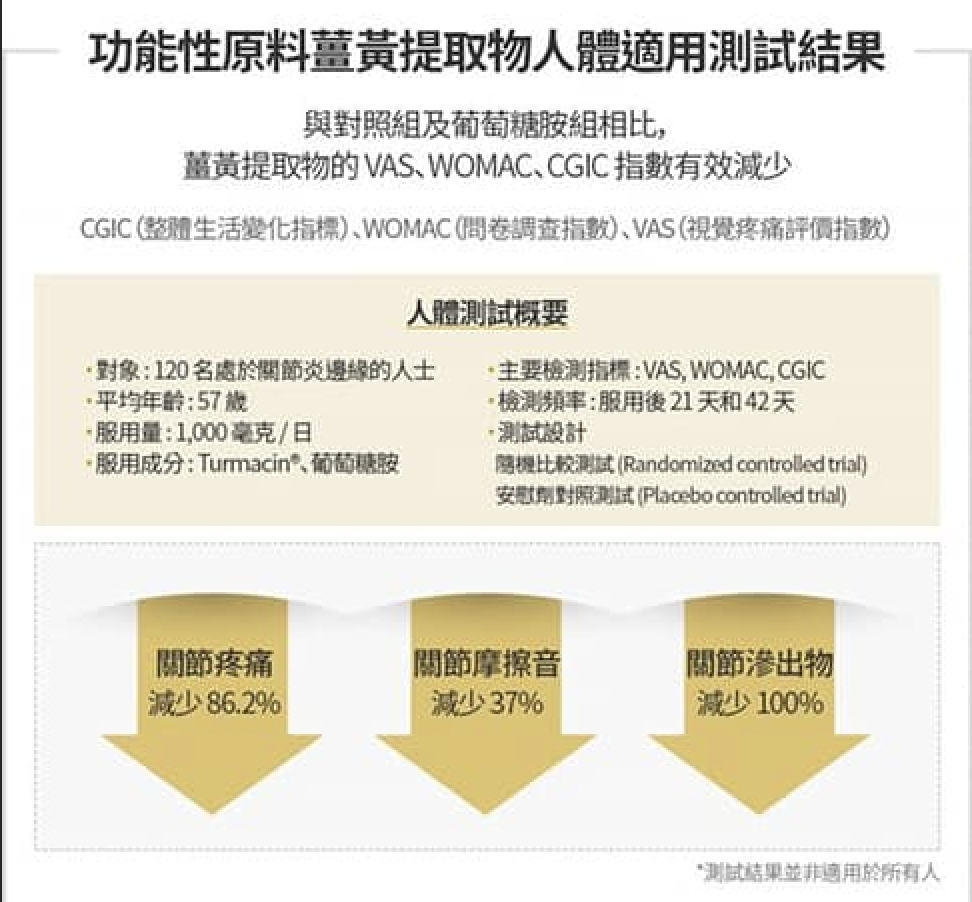 功能性原料薑黃提取物人體適用測試結果
與對照組及葡萄糖胺組相比,
薑黃提取物的 VAS、WOMAC、CGIC 指數有效減少
CGIC (整體生活變化指標)、WOMAC (問卷調查指數)、VAS (視覺疼痛評價指數)
人體測試概要
·對象 : 120 名處於關節炎邊緣的人士
·平均年齡 : 57 歲
·服用量 : 1,000 毫克 / 日
·服用成分 : Turmacin®、葡萄糖胺
·主要檢測指標 : VAS, WOMAC, CGIC
·檢測頻率 : 服用後 21 天和 42 天
·測試設計
隨機比較測試 (Randomized controlled trial)
安慰劑對照測試 (Placebo controlled trial)
關節疼痛
減少 86.2%
關節摩擦音
減少 37%
關節滲出物
減少 100%
*測試結果並非適用於所有人